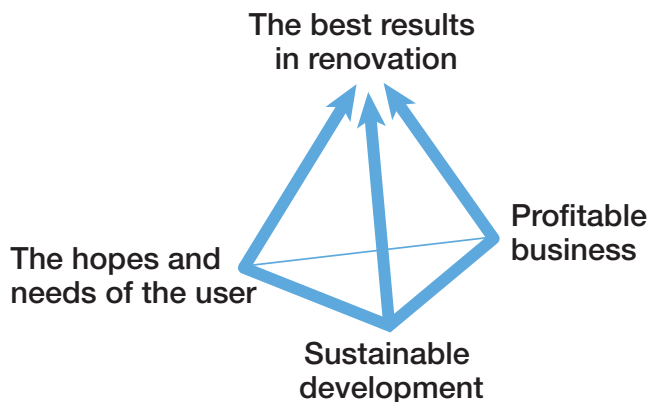 The best results
in renovation
Profitable
business
The hopes and
needs of the user
Sustainable
development